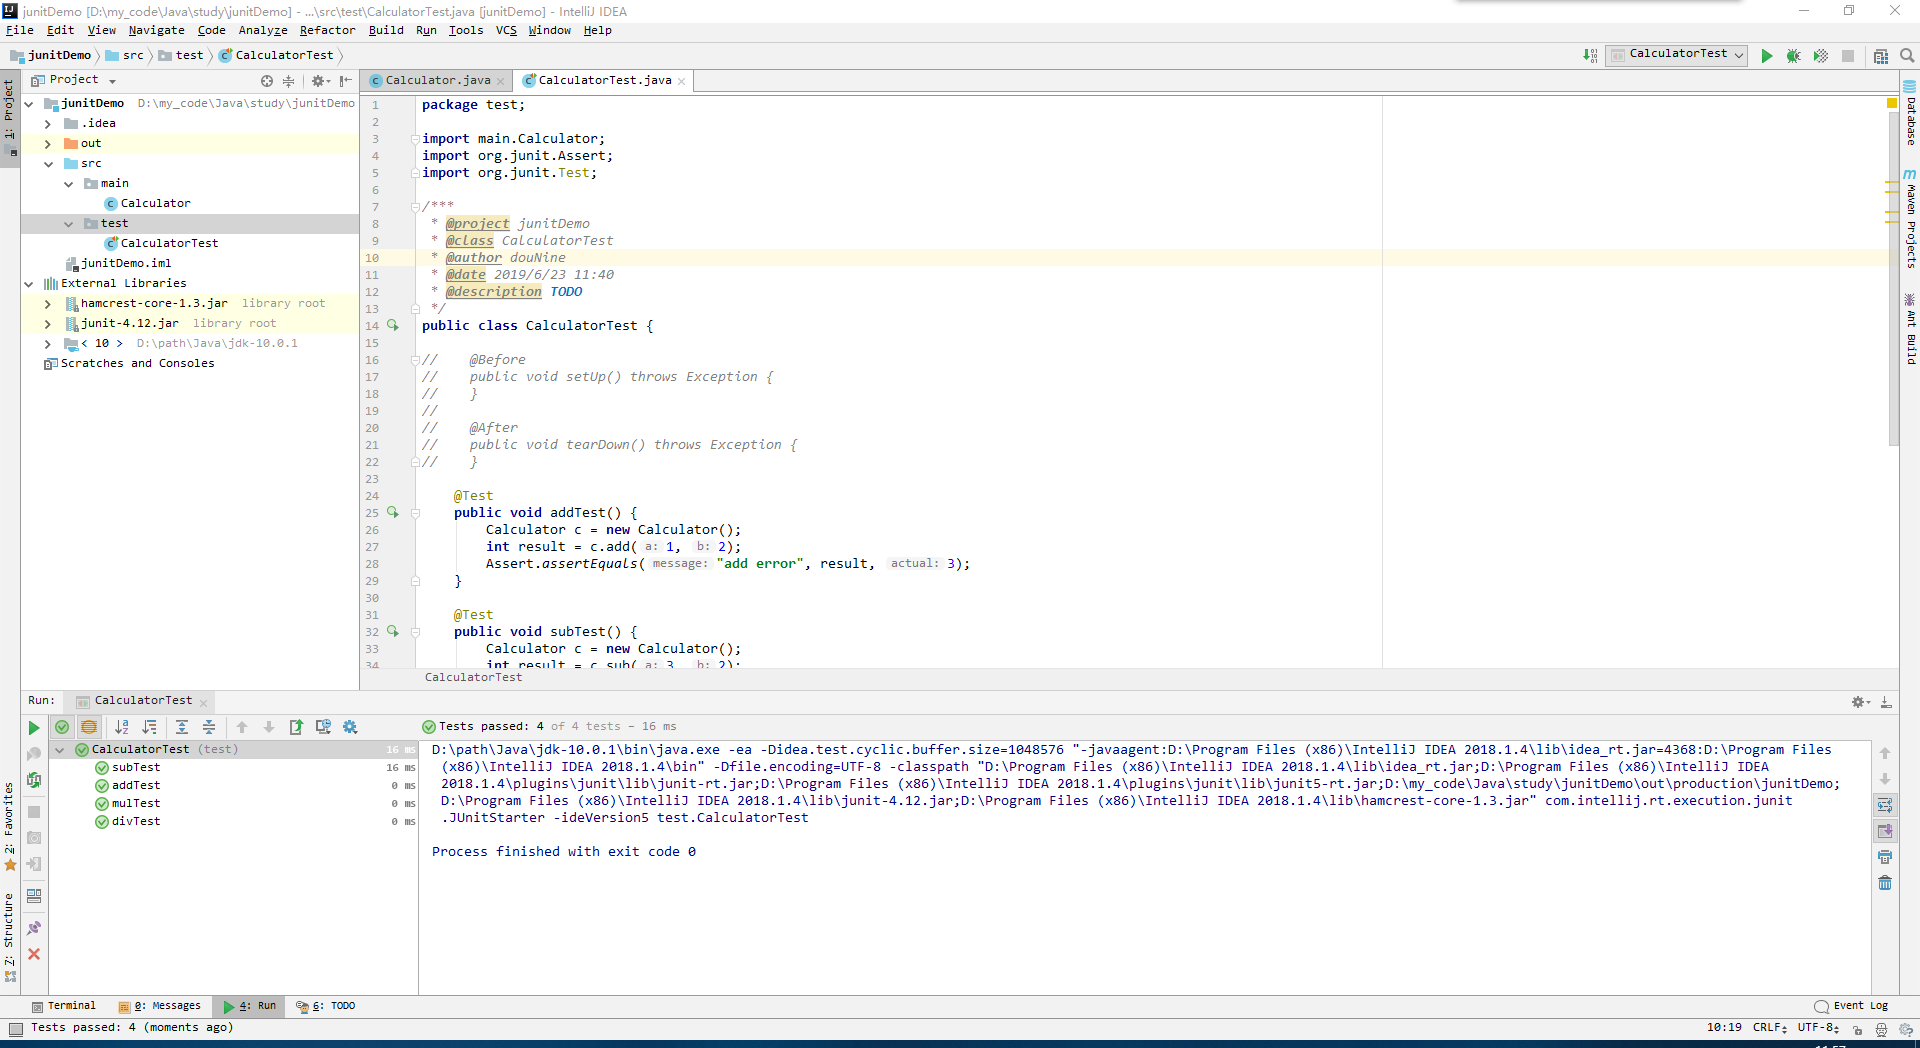 junitDemo [D:\my_code\Java\study\junitDemo] - ...\src\test\CalculatorTest.java [junitDemo] - IntelliJ IDEA
File Edit View Navigate Code Analyze Refactor Build Run Tools VCS Window Help
junitDemo src test CalculatorTest
CalculatorTest
Project
Calculator.java
CalculatorTest.java
1: Project
junitDemo D:\my_code\Java\study\junitDemo
.idea
out
src
main
Calculator
test
CalculatorTest
junitDemo.iml
External Libraries
hamcrest-core-1.3.jar library root
junit-4.12.jar library root
< 10 > D:\path\Java\jdk-10.0.1
Scratches and Consoles
1 package test;
2
3 import main.Calculator;
4 import org.junit.Assert;
5 import org.junit.Test;
6
7 /***
8 * @project junitDemo
9 * @class CalculatorTest
10 * @author douNine
11 * @date 2019/6/23 11:40
12 * @description TODO
13 */
14 public class CalculatorTest {
15
16 // @Before
17 // public void setUp() throws Exception {
18 // }
19 //
20 // @After
21 // public void tearDown() throws Exception {
22 // }
23
24 @Test
25 public void addTest() {
26 Calculator c = new Calculator();
27 int result = c.add( a: 1, b: 2);
28 Assert.assertEquals( message: "add error", result, actual: 3);
29 }
30
31 @Test
32 public void subTest() {
33 Calculator c = new Calculator();
34 int result = c.sub( a: 3, b: 2);
CalculatorTest
Database
m Maven Projects
Ant Build
Run: CalculatorTest
Tests passed: 4 of 4 tests – 16 ms
CalculatorTest (test) 16 ms
subTest 16 ms
addTest 0 ms
mulTest 0 ms
divTest 0 ms
D:\path\Java\jdk-10.0.1\bin\java.exe -ea -Didea.test.cyclic.buffer.size=1048576 "-javaagent:D:\Program Files (x86)\IntelliJ IDEA 2018.1.4\lib\idea_rt.jar=4368:D:\Program Files
(x86)\IntelliJ IDEA 2018.1.4\bin" -Dfile.encoding=UTF-8 -classpath "D:\Program Files (x86)\IntelliJ IDEA 2018.1.4\lib\idea_rt.jar;D:\Program Files (x86)\IntelliJ IDEA
2018.1.4\plugins\junit\lib\junit-rt.jar;D:\Program Files (x86)\IntelliJ IDEA 2018.1.4\plugins\junit\lib\junit5-rt.jar;D:\my_code\Java\study\junitDemo\out\production\junitDemo;
D:\Program Files (x86)\IntelliJ IDEA 2018.1.4\lib\junit-4.12.jar;D:\Program Files (x86)\IntelliJ IDEA 2018.1.4\lib\hamcrest-core-1.3.jar" com.intellij.rt.execution.junit
.JUnitStarter -ideVersion5 test.CalculatorTest
Process finished with exit code 0
2: Favorites
Z: Structure
Terminal 0: Messages 4: Run 6: TODO
Event Log
Tests passed: 4 (moments ago)
10:19 CRLF UTF-8